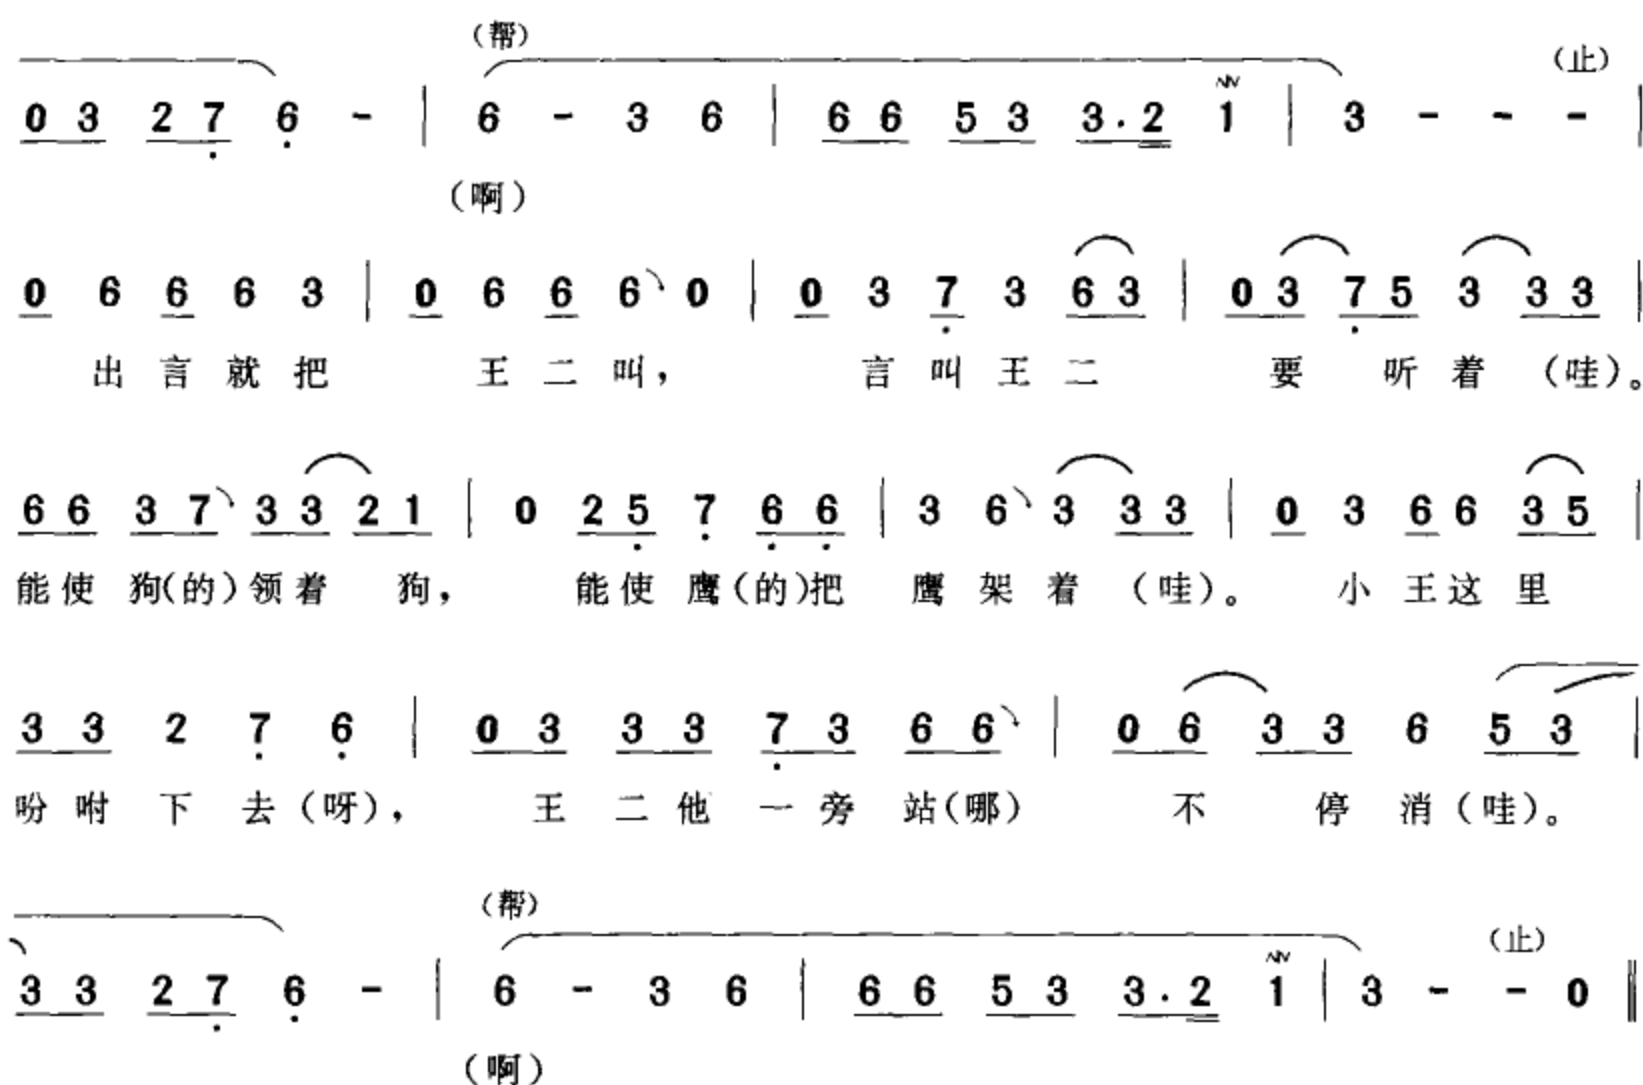 （帮）
（止）
0 3 2 7 6 - | 6 - 3 6 | 6 6 5 3 3 . 2 1 | 3 - - - |
（啊）
0 6 6 6 3 | 0 6 6 6 0 | 0 3 7 3 6 3 | 0 3 7 5 3 3 3 |
出 言 就 把 王 二 叫， 言 叫 王 二 要 听 着 （哇）。
6 6 3 7 3 3 2 1 | 0 2 5 7 6 6 | 3 6 3 3 3 | 0 3 6 6 3 5 |
能 使 狗（的）领 着 狗， 能 使 鹰（的）把 鹰 架 着 （哇）。 小 王 这 里
3 3 2 7 6 | 0 3 3 3 7 3 6 6 | 0 6 3 3 6 5 3 |
吩 咐 下 去（呀）， 王 二 他 一 旁 站（哪） 不 停 消（哇）。
（帮）
（止）
3 3 2 7 6 - | 6 - 3 6 | 6 6 5 3 3 . 2 1 | 3 - - 0 ‖
（啊）